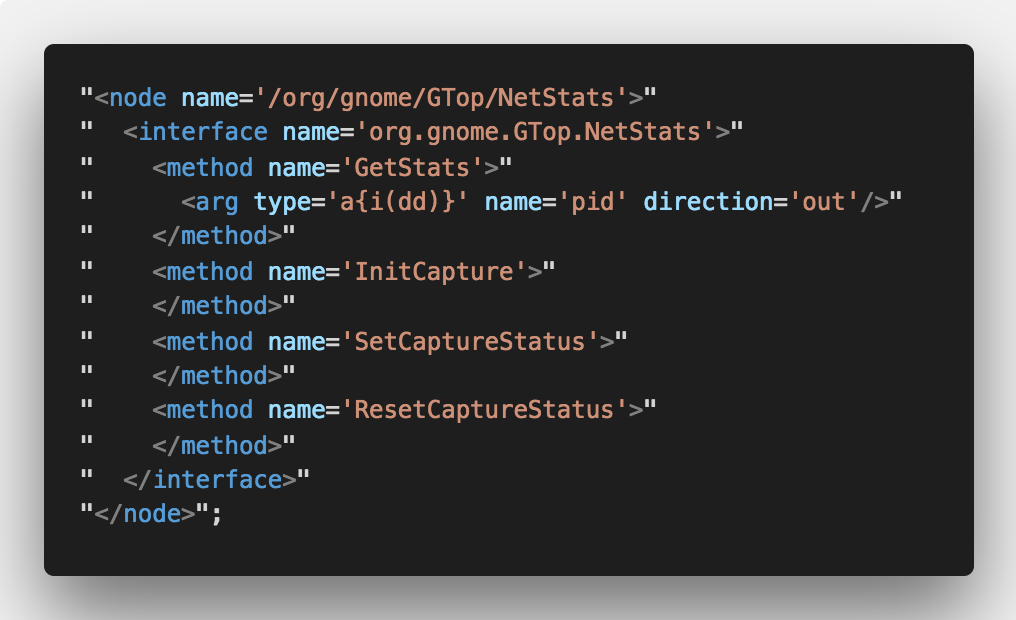 "<node name='/org/gnome/GTop/NetStats'>"
"  <interface name='org.gnome.GTop.NetStats'>"
"    <method name='GetStats'>"
"      <arg type='a{i(dd)}' name='pid' direction='out'/>"
"    </method>"
"    <method name='InitCapture'>"
"    </method>"
"    <method name='SetCaptureStatus'>"
"    </method>"
"    <method name='ResetCaptureStatus'>"
"    </method>"
"  </interface>"
"</node>";